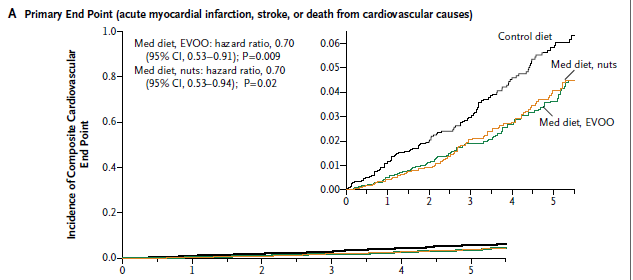 A Primary End Point (acute myocardial infarction, stroke, or death from cardiovascular causes)
Incidence of Composite Cardiovascular
End Point
1.0
0.8
0.6
0.4
0.2
0.0
0 1 2 3 4 5
Med diet, EVOO: hazard ratio, 0.70
(95% CI, 0.53–0.91); P=0.009
Med diet, nuts: hazard ratio, 0.70
(95% CI, 0.53–0.94); P=0.02
0.06
0.05
0.04
0.03
0.02
0.01
0.00
0 1 2 3 4 5
Control diet
Med diet, nuts
Med diet, EVOO